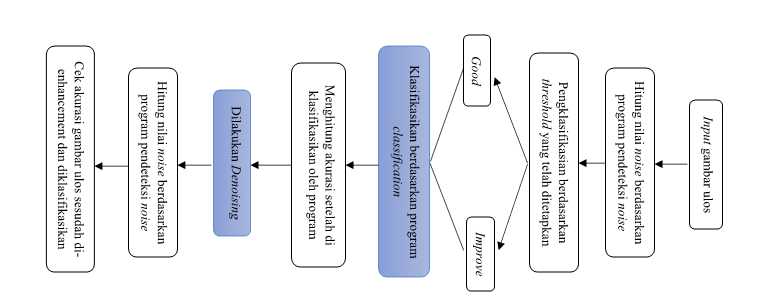 Input gambar ulos
Hitung nilai noise berdasarkan
program pendeteksi noise
Pengklasifikasian berdasarkan
threshold yang telah ditetapkan
Good
Improve
Klasifikasikan berdasarkan program
classification
Menghitung akurasi setelah di
klasifikasikan oleh program
Dilakukan Denoising
Hitung nilai noise berdasarkan
program pendeteksi noise
Cek akurasi gambar ulos sesudah di-
enhancement dan diklasifikasikan